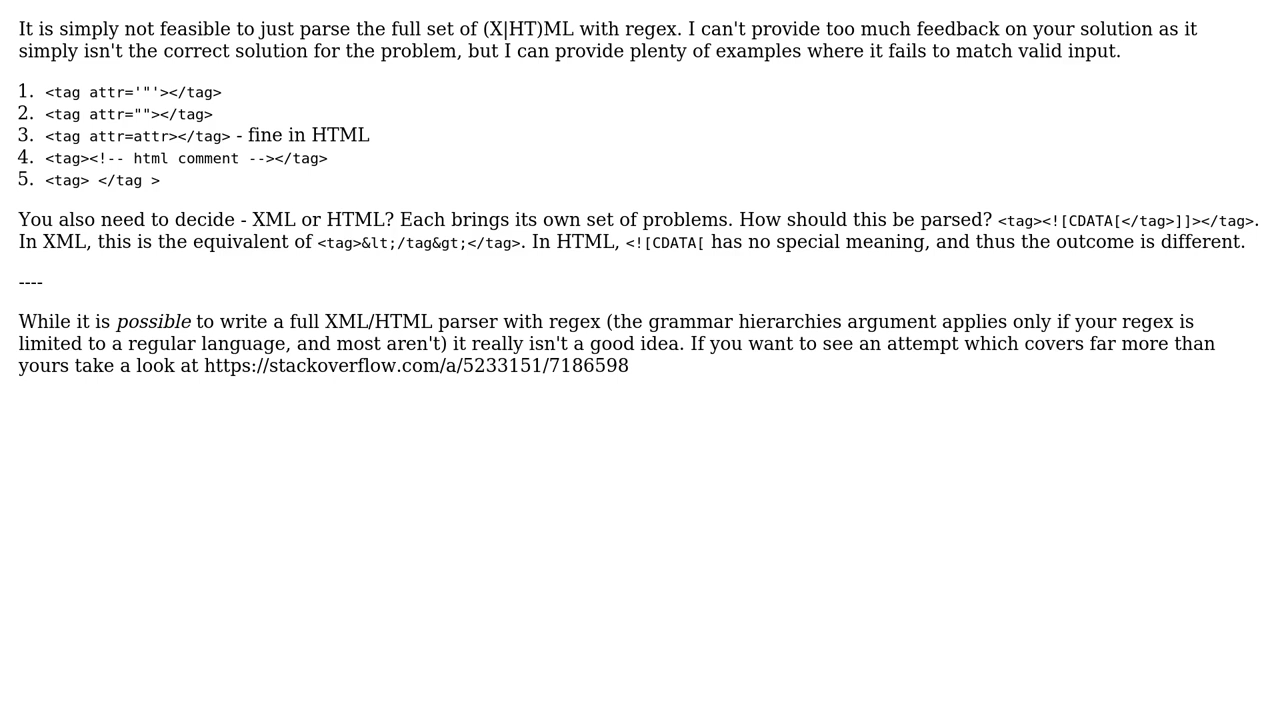 It is simply not feasible to just parse the full set of (X|HT)ML with regex. I can't provide too much feedback on your solution as it
simply isn't the correct solution for the problem, but I can provide plenty of examples where it fails to match valid input.
1. <tag attr='"'></tag>
2. <tag attr=""></tag>
3. <tag attr=attr></tag> - fine in HTML
4. <tag><!-- html comment --></tag>
5. <tag> </tag >
You also need to decide - XML or HTML? Each brings its own set of problems. How should this be parsed? <tag><![CDATA[</tag>]]></tag>.
In XML, this is the equivalent of <tag>&lt;/tag&gt;</tag>. In HTML, <![CDATA[ has no special meaning, and thus the outcome is different.
----
While it is possible to write a full XML/HTML parser with regex (the grammar hierarchies argument applies only if your regex is
limited to a regular language, and most aren't) it really isn't a good idea. If you want to see an attempt which covers far more than
yours take a look at https://stackoverflow.com/a/5233151/7186598